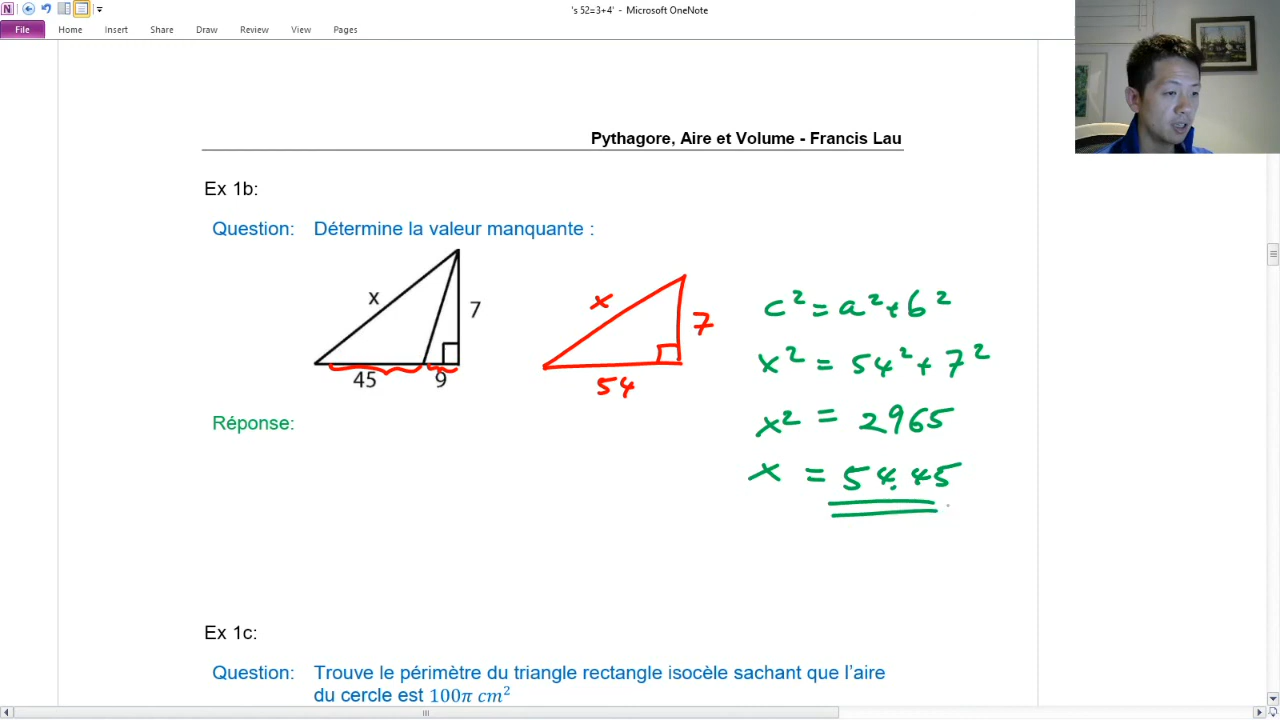 's 52=3+4' - Microsoft OneNote
File Home Insert Share Draw Review View Pages
Pythagore, Aire et Volume - Francis Lau
Ex 1b:
Question: Détermine la valeur manquante :
x
7
45 9
x
7
54
c² = a² + b²
x² = 54² + 7²
x² = 2965
x = 54.45
Réponse:
Ex 1c:
Question: Trouve le périmètre du triangle rectangle isocèle sachant que l'aire
du cercle est 100π cm²